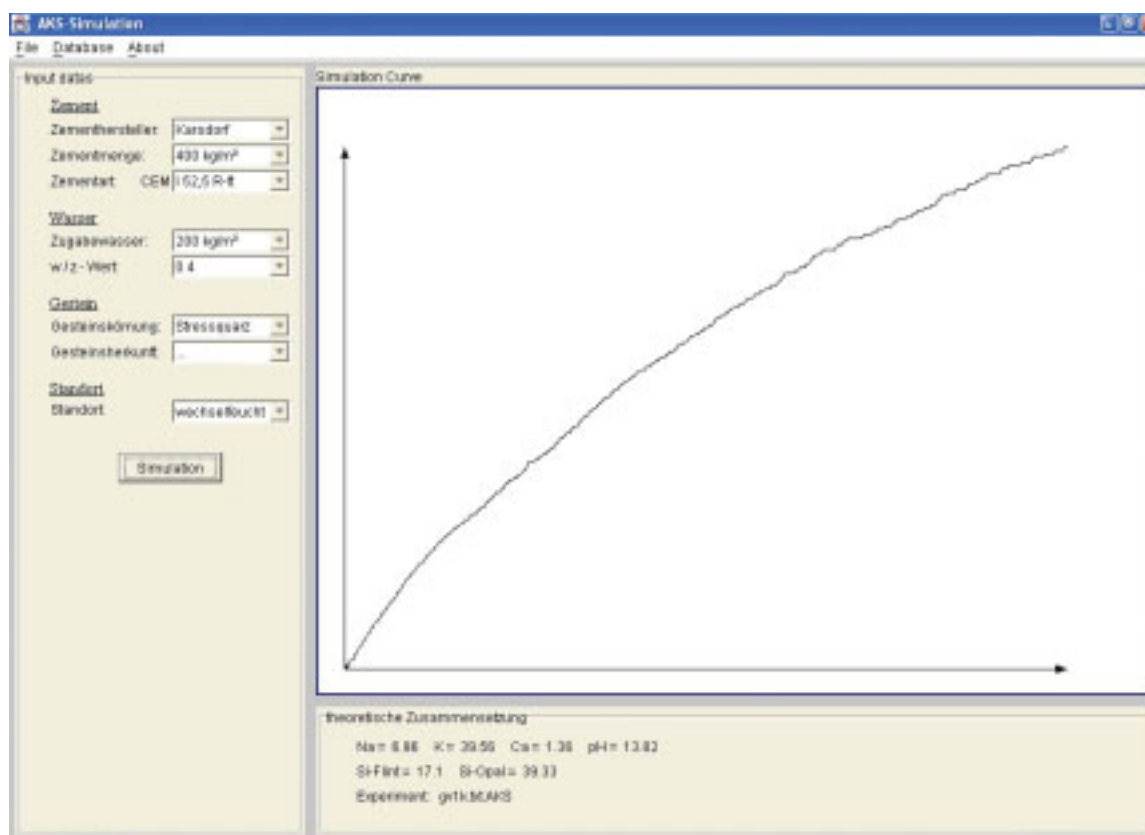 AKS-Simulation
File Database About
Input datas
Zement
Zementhersteller: Karsdorf
Zementmenge: 400 kg/m³
Zementart: CEM I 52,5 R-ft
Wasser
Zugabewasser: 200 kg/m³
w / z - Wert: 0.4
Gestein
Gesteinskörnung: Stressquarz
Gesteinsherkunft: ...
Standort
Standort: wechselfeucht
Simulation
Simulation Curve
theoretische Zusammensetzung
Na = 6.86 K = 39.56 Ca = 1.36 pH = 13.82
Si-Flint = 17.1 Si-Opal = 39.33
Experiment: